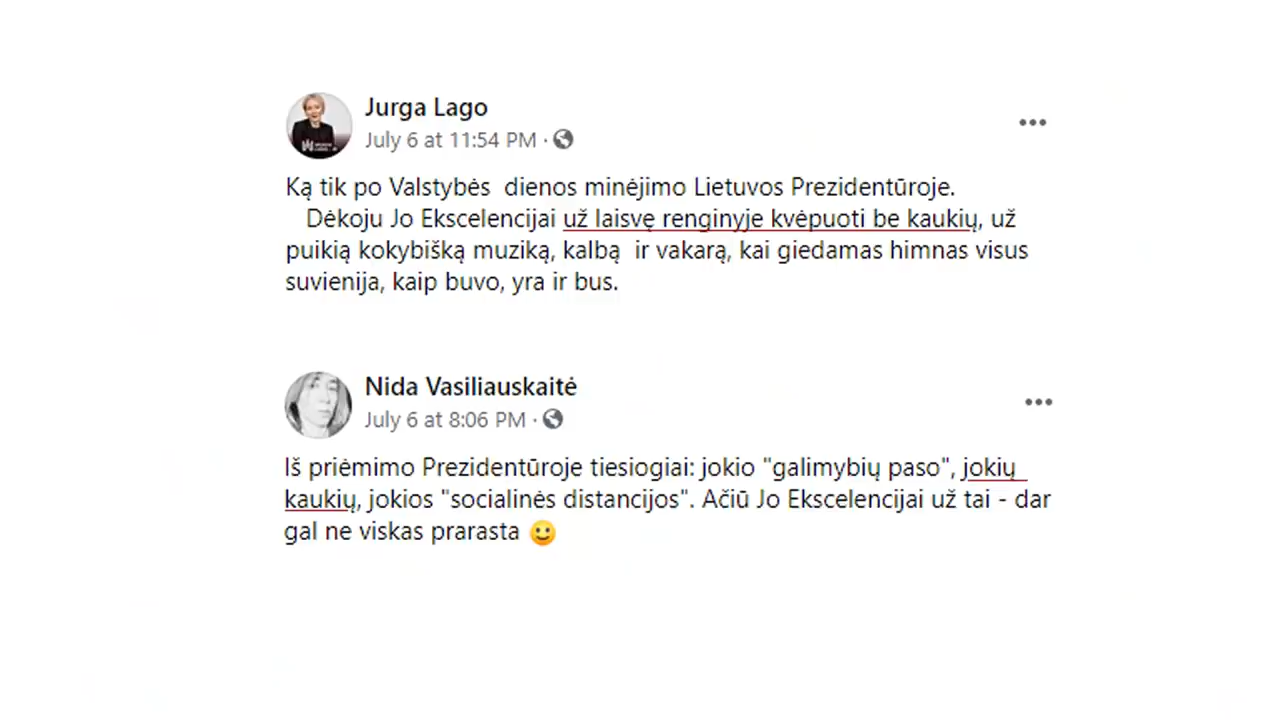 Jurga Lago
July 6 at 11:54 PM ·
Ką tik po Valstybės dienos minėjimo Lietuvos Prezidentūroje.
Dėkoju Jo Ekscelencijai už laisvę renginyje kvėpuoti be kaukių, už
puikią kokybišką muziką, kalbą ir vakarą, kai giedamas himnas visus
suvienija, kaip buvo, yra ir bus.
Nida Vasiliauskaitė
July 6 at 8:06 PM ·
Iš priėmimo Prezidentūroje tiesiogiai: jokio "galimybių paso", jokių
kaukių, jokios "socialinės distancijos". Ačiū Jo Ekscelencijai už tai - dar
gal ne viskas prarasta 🙂